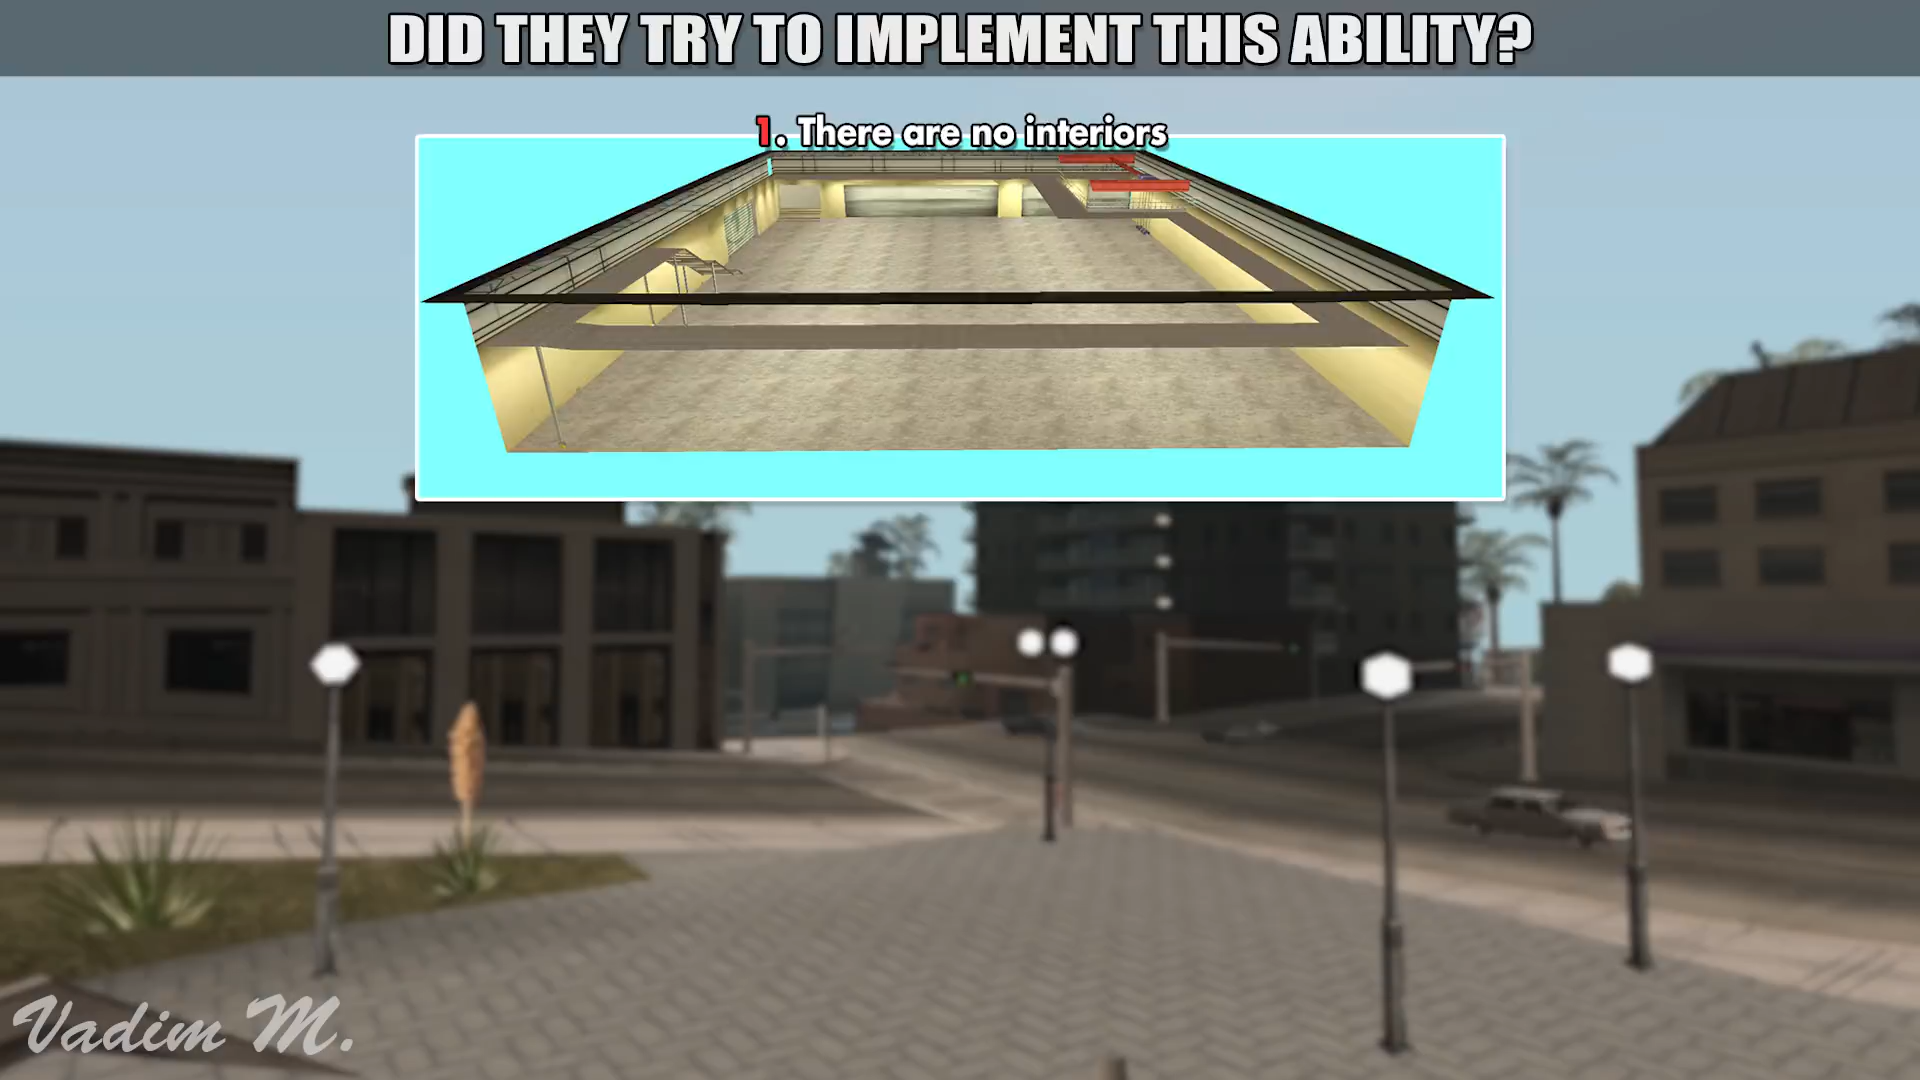 DID THEY TRY TO IMPLEMENT THIS ABILITY?
1. There are no interiors
Vadim M.